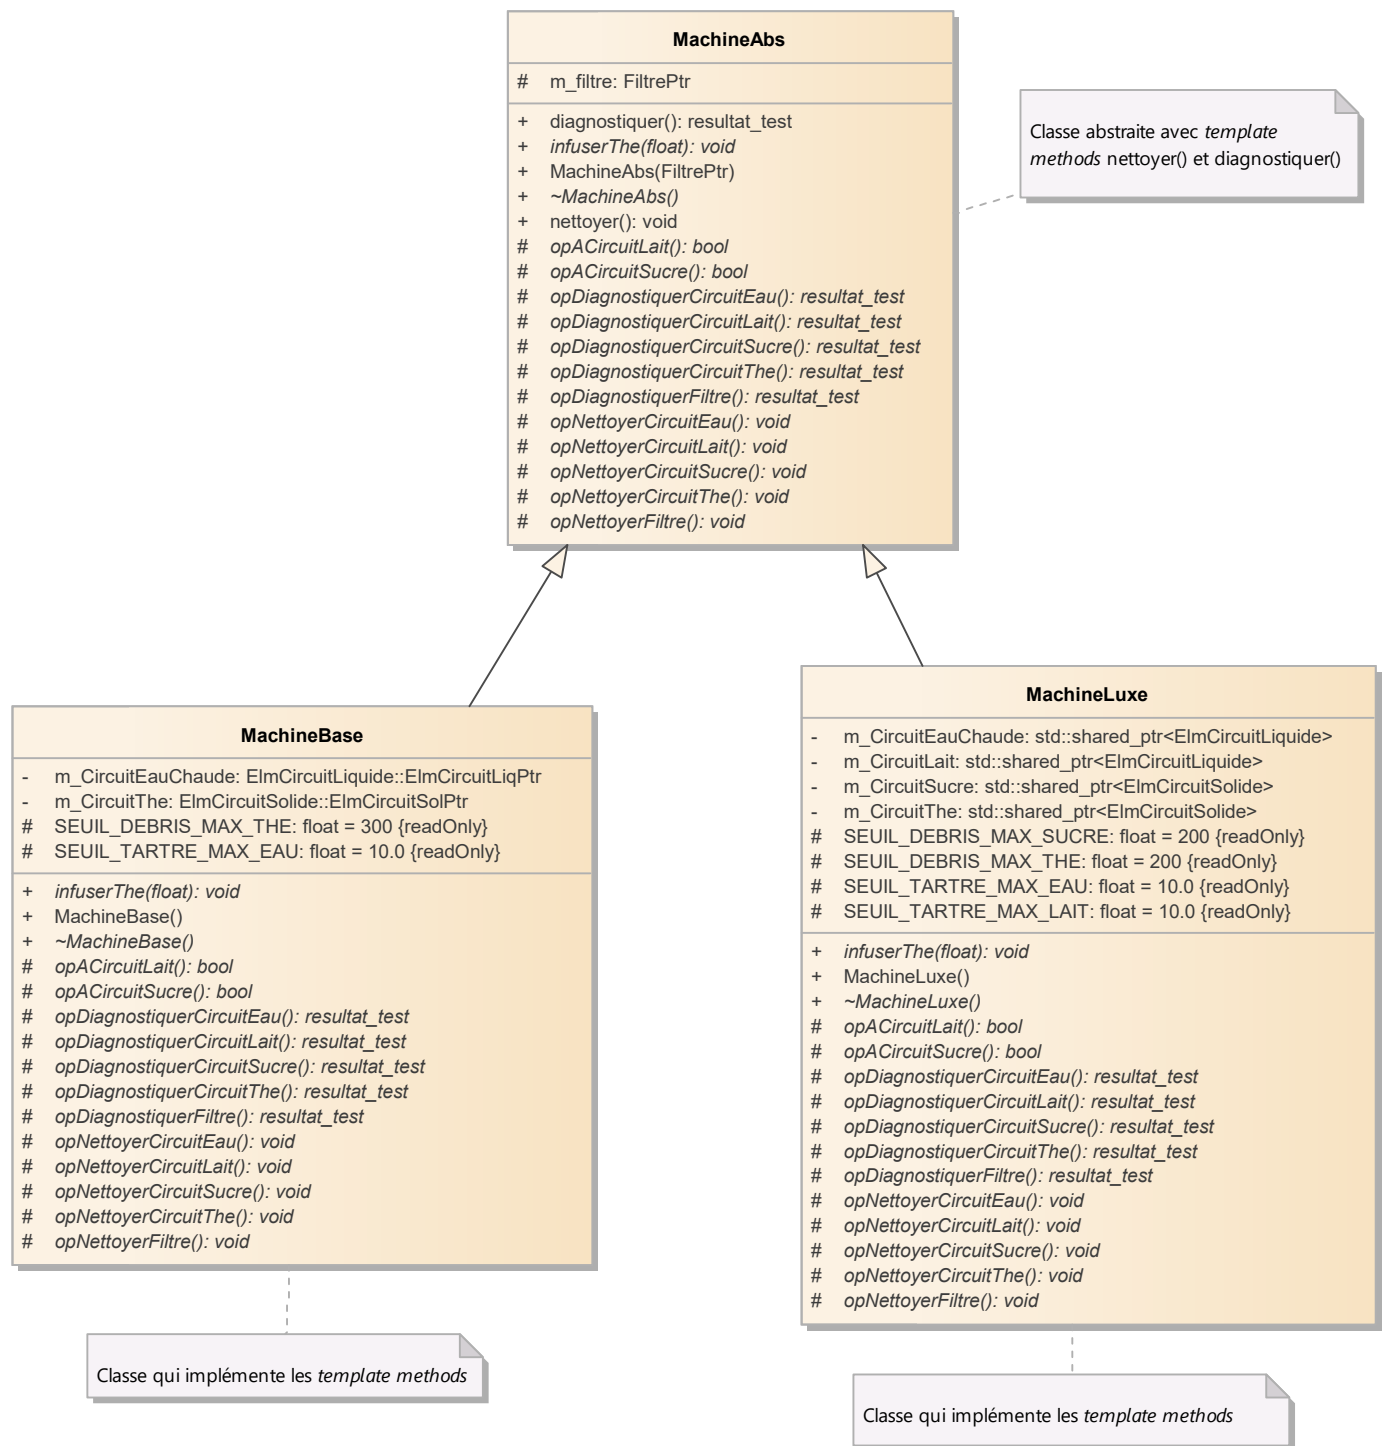 MachineAbs
# m_filtre: FiltrePtr
+ diagnostiquer(): resultat_test
+ infuserThe(float): void
+ MachineAbs(FiltrePtr)
+ ~MachineAbs()
+ nettoyer(): void
# opACircuitLait(): bool
# opACircuitSucre(): bool
# opDiagnostiquerCircuitEau(): resultat_test
# opDiagnostiquerCircuitLait(): resultat_test
# opDiagnostiquerCircuitSucre(): resultat_test
# opDiagnostiquerCircuitThe(): resultat_test
# opDiagnostiquerFiltre(): resultat_test
# opNettoyerCircuitEau(): void
# opNettoyerCircuitLait(): void
# opNettoyerCircuitSucre(): void
# opNettoyerCircuitThe(): void
# opNettoyerFiltre(): void
Classe abstraite avec template
methods nettoyer() et diagnostiquer()
MachineBase
- m_CircuitEauChaude: ElmCircuitLiquide::ElmCircuitLiqPtr
- m_CircuitThe: ElmCircuitSolide::ElmCircuitSolPtr
# SEUIL_DEBRIS_MAX_THE: float = 300 {readOnly}
# SEUIL_TARTRE_MAX_EAU: float = 10.0 {readOnly}
+ infuserThe(float): void
+ MachineBase()
+ ~MachineBase()
# opACircuitLait(): bool
# opACircuitSucre(): bool
# opDiagnostiquerCircuitEau(): resultat_test
# opDiagnostiquerCircuitLait(): resultat_test
# opDiagnostiquerCircuitSucre(): resultat_test
# opDiagnostiquerCircuitThe(): resultat_test
# opDiagnostiquerFiltre(): resultat_test
# opNettoyerCircuitEau(): void
# opNettoyerCircuitLait(): void
# opNettoyerCircuitSucre(): void
# opNettoyerCircuitThe(): void
# opNettoyerFiltre(): void
Classe qui implémente les template methods
MachineLuxe
- m_CircuitEauChaude: std::shared_ptr<ElmCircuitLiquide>
- m_CircuitLait: std::shared_ptr<ElmCircuitLiquide>
- m_CircuitSucre: std::shared_ptr<ElmCircuitSolide>
- m_CircuitThe: std::shared_ptr<ElmCircuitSolide>
# SEUIL_DEBRIS_MAX_SUCRE: float = 200 {readOnly}
# SEUIL_DEBRIS_MAX_THE: float = 200 {readOnly}
# SEUIL_TARTRE_MAX_EAU: float = 10.0 {readOnly}
# SEUIL_TARTRE_MAX_LAIT: float = 10.0 {readOnly}
+ infuserThe(float): void
+ MachineLuxe()
+ ~MachineLuxe()
# opACircuitLait(): bool
# opACircuitSucre(): bool
# opDiagnostiquerCircuitEau(): resultat_test
# opDiagnostiquerCircuitLait(): resultat_test
# opDiagnostiquerCircuitSucre(): resultat_test
# opDiagnostiquerCircuitThe(): resultat_test
# opDiagnostiquerFiltre(): resultat_test
# opNettoyerCircuitEau(): void
# opNettoyerCircuitLait(): void
# opNettoyerCircuitSucre(): void
# opNettoyerCircuitThe(): void
# opNettoyerFiltre(): void
Classe qui implémente les template methods